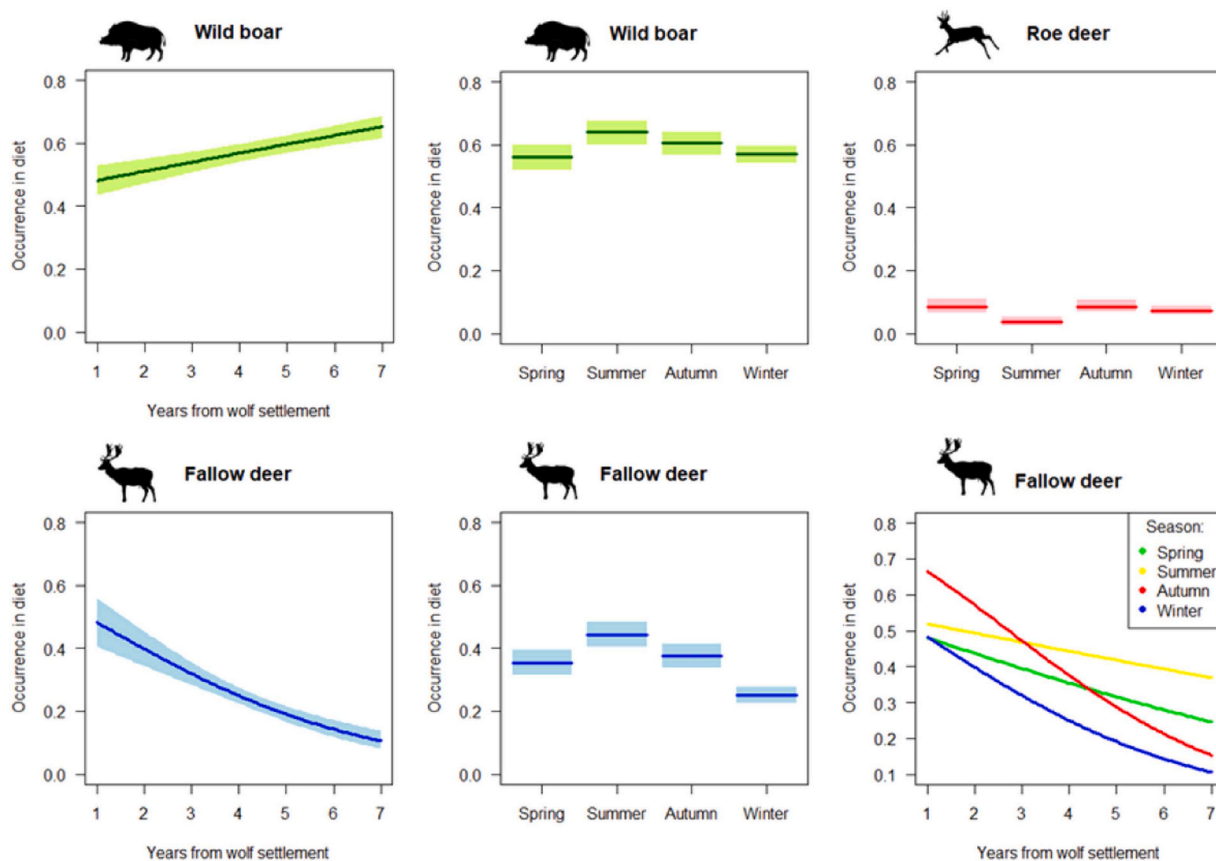 Wild boar
Occurrence in diet
0.8
0.6
0.4
0.2
0.0
1 2 3 4 5 6 7
Years from wolf settlement
Wild boar
Occurrence in diet
0.8
0.6
0.4
0.2
0.0
Spring Summer Autumn Winter
Roe deer
Occurrence in diet
0.8
0.6
0.4
0.2
0.0
Spring Summer Autumn Winter
Fallow deer
Occurrence in diet
0.8
0.6
0.4
0.2
0.0
1 2 3 4 5 6 7
Years from wolf settlement
Fallow deer
Occurrence in diet
0.8
0.6
0.4
0.2
0.0
Spring Summer Autumn Winter
Fallow deer
Occurrence in diet
0.8
0.7
0.6
0.5
0.4
0.3
0.2
0.1
Season:
Spring
Summer
Autumn
Winter
1 2 3 4 5 6 7
Years from wolf settlement